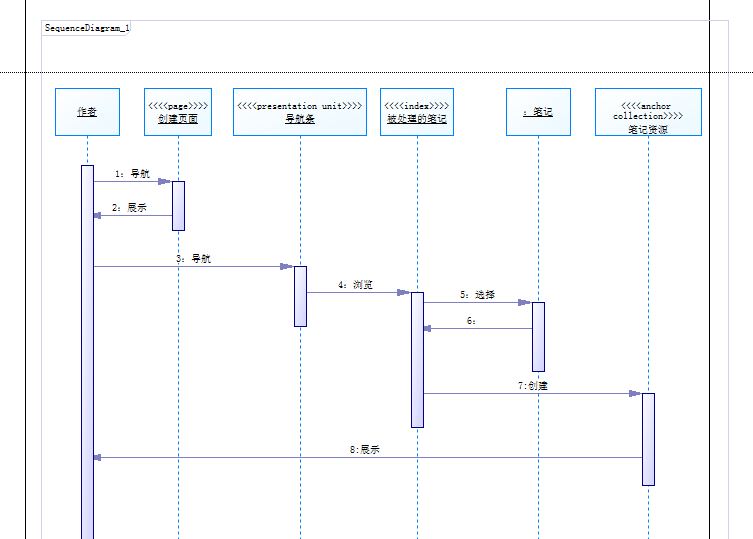 SequenceDiagram_1
作者
<<<<page>>>>
创建页面
<<<<presentation unit>>>>
导航条
<<<<index>>>>
被处理的笔记
：笔记
<<<<anchor
collection>>>>
笔记资源
1：导航
2：展示
3：导航
4：浏览
5：选择
6：
7:创建
8:展示